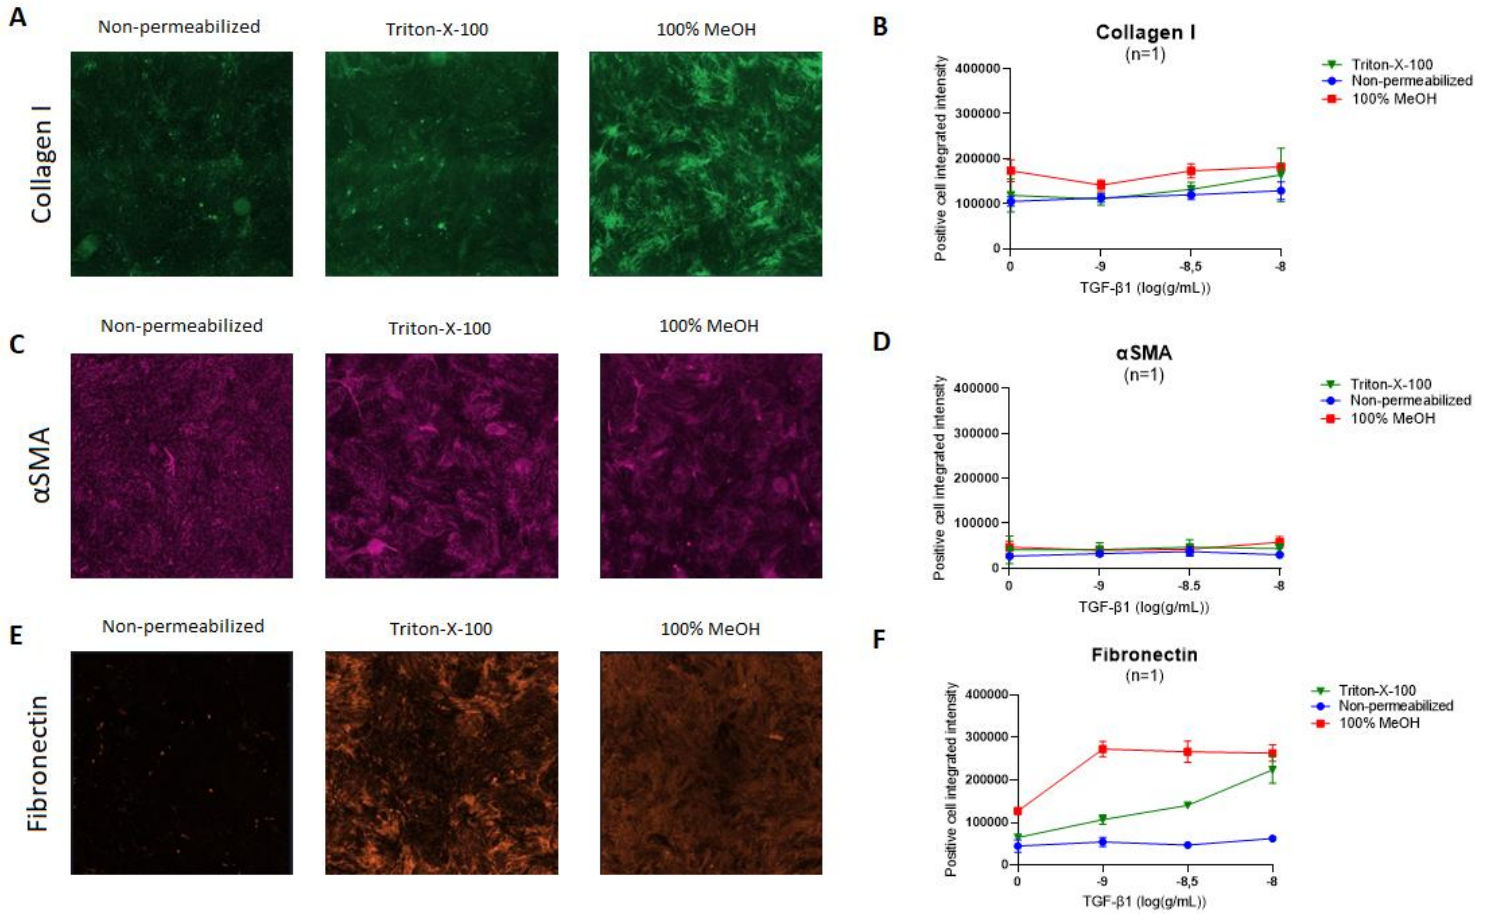 A
Non-permeabilized
Triton-X-100
100% MeOH
Collagen I
B
Collagen I
(n=1)
Positive cell integrated intensity
400000
300000
200000
100000
0
0
-9
-8,5
-8
TGF-β1 (log(g/mL))
Triton-X-100
Non-permeabilized
100% MeOH
C
Non-permeabilized
Triton-X-100
100% MeOH
αSMA
D
αSMA
(n=1)
Positive cell integrated intensity
400000
300000
200000
100000
0
0
-9
-8.5
-8
TGF-β1 (log(g/mL))
Triton-X-100
Non-permeabilized
100% MeOH
E
Non-permeabilized
Triton-X-100
100% MeOH
Fibronectin
F
Fibronectin
(n=1)
Positive cell integrated intensity
400000
300000
200000
100000
0
0
-9
-8,5
-8
TGF-β1 (log(g/mL))
Triton-X-100
Non-permeabilized
100% MeOH